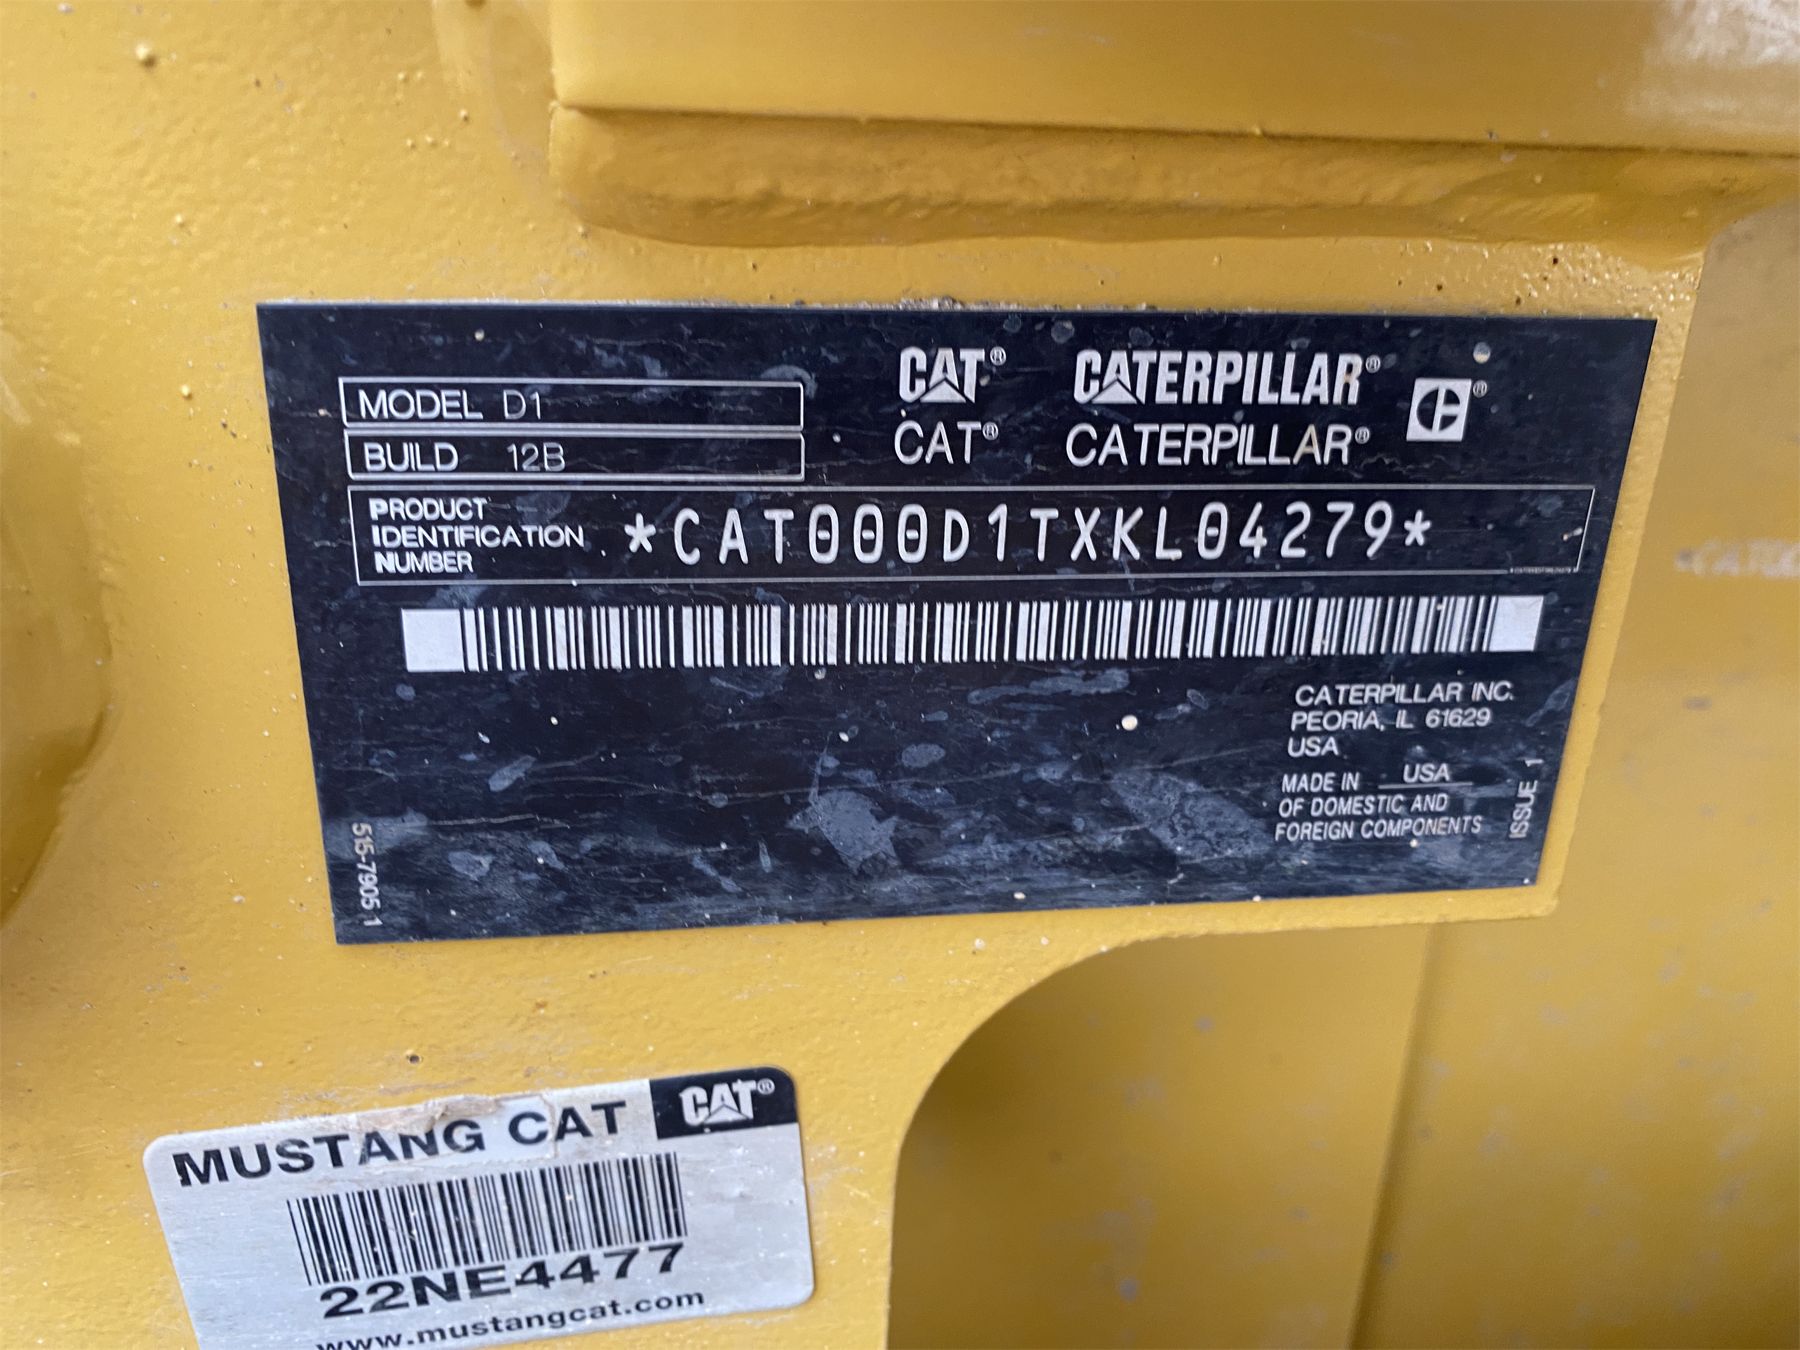 MODEL D1
BUILD 12B
CAT® CATERPILLAR® ®
CAT® CATERPILLAR®
PRODUCT
IDENTIFICATION
NUMBER
*CAT000D1TXKL04279*
CATERPILLAR INC.
PEORIA, IL 61629
USA
MADE IN USA
OF DOMESTIC AND
FOREIGN COMPONENTS
ISSUE 1
515-7905 1
MUSTANG CAT CAT®
22NE4477
www.mustangcat.com